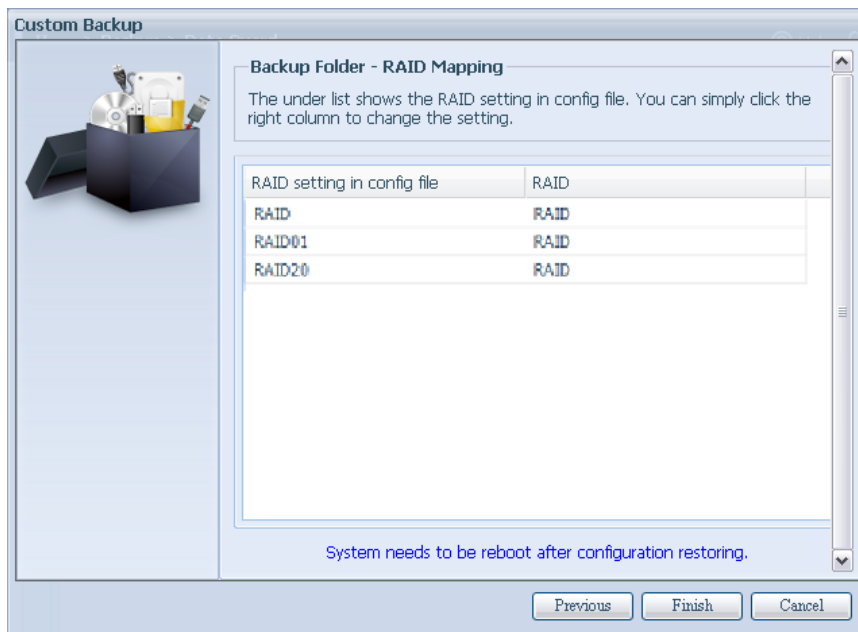 Custom Backup
Backup Folder - RAID Mapping
The under list shows the RAID setting in config file. You can simply click the
right column to change the setting.
RAID setting in config file RAID
RAID RAID
RAID01 RAID
RAID20 RAID
System needs to be reboot after configuration restoring.
Previous Finish Cancel